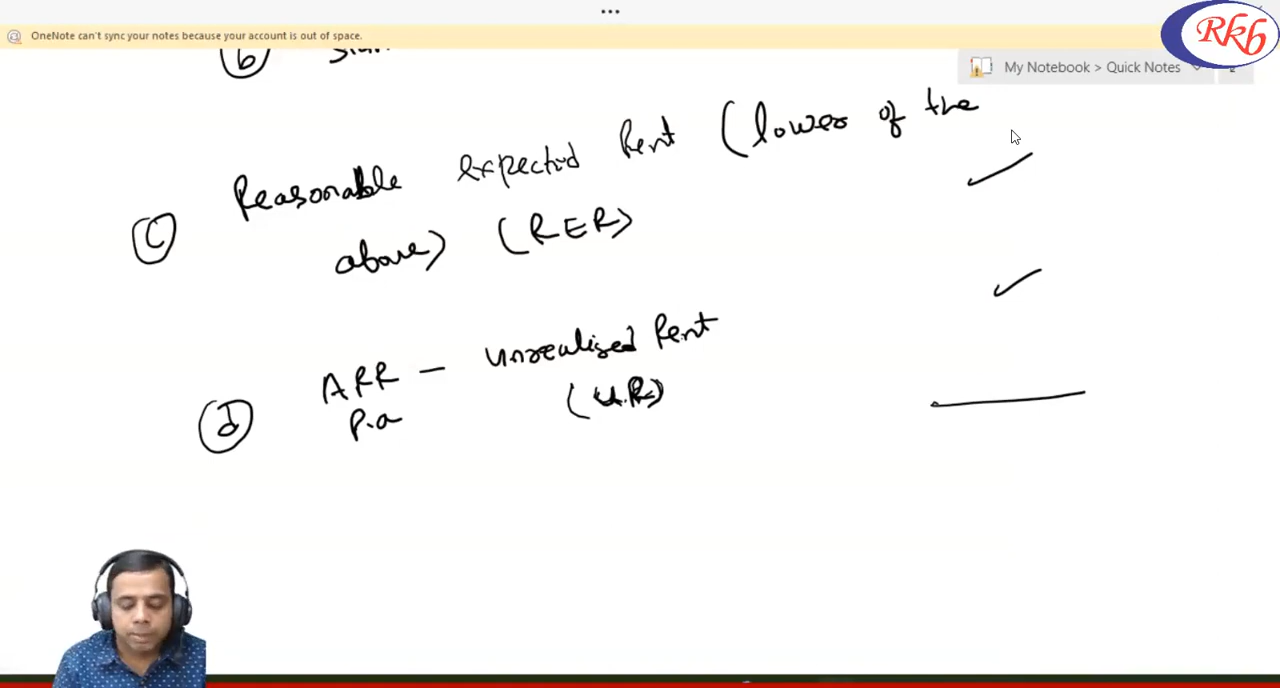 ...
OneNote can't sync your notes because your account is out of space.
Rkb
My Notebook > Quick Notes
b
c Reasonable expected Rent (lower of the
above) (RER)
d ARR - Unrealised Rent
P.a (U.R)